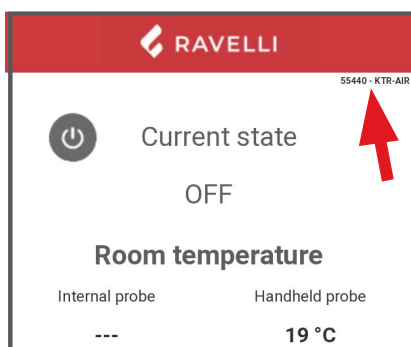 RAVELLI
55440 - KTR-AIR
Current state
OFF
Room temperature
Internal probe
Handheld probe
---
19 °C